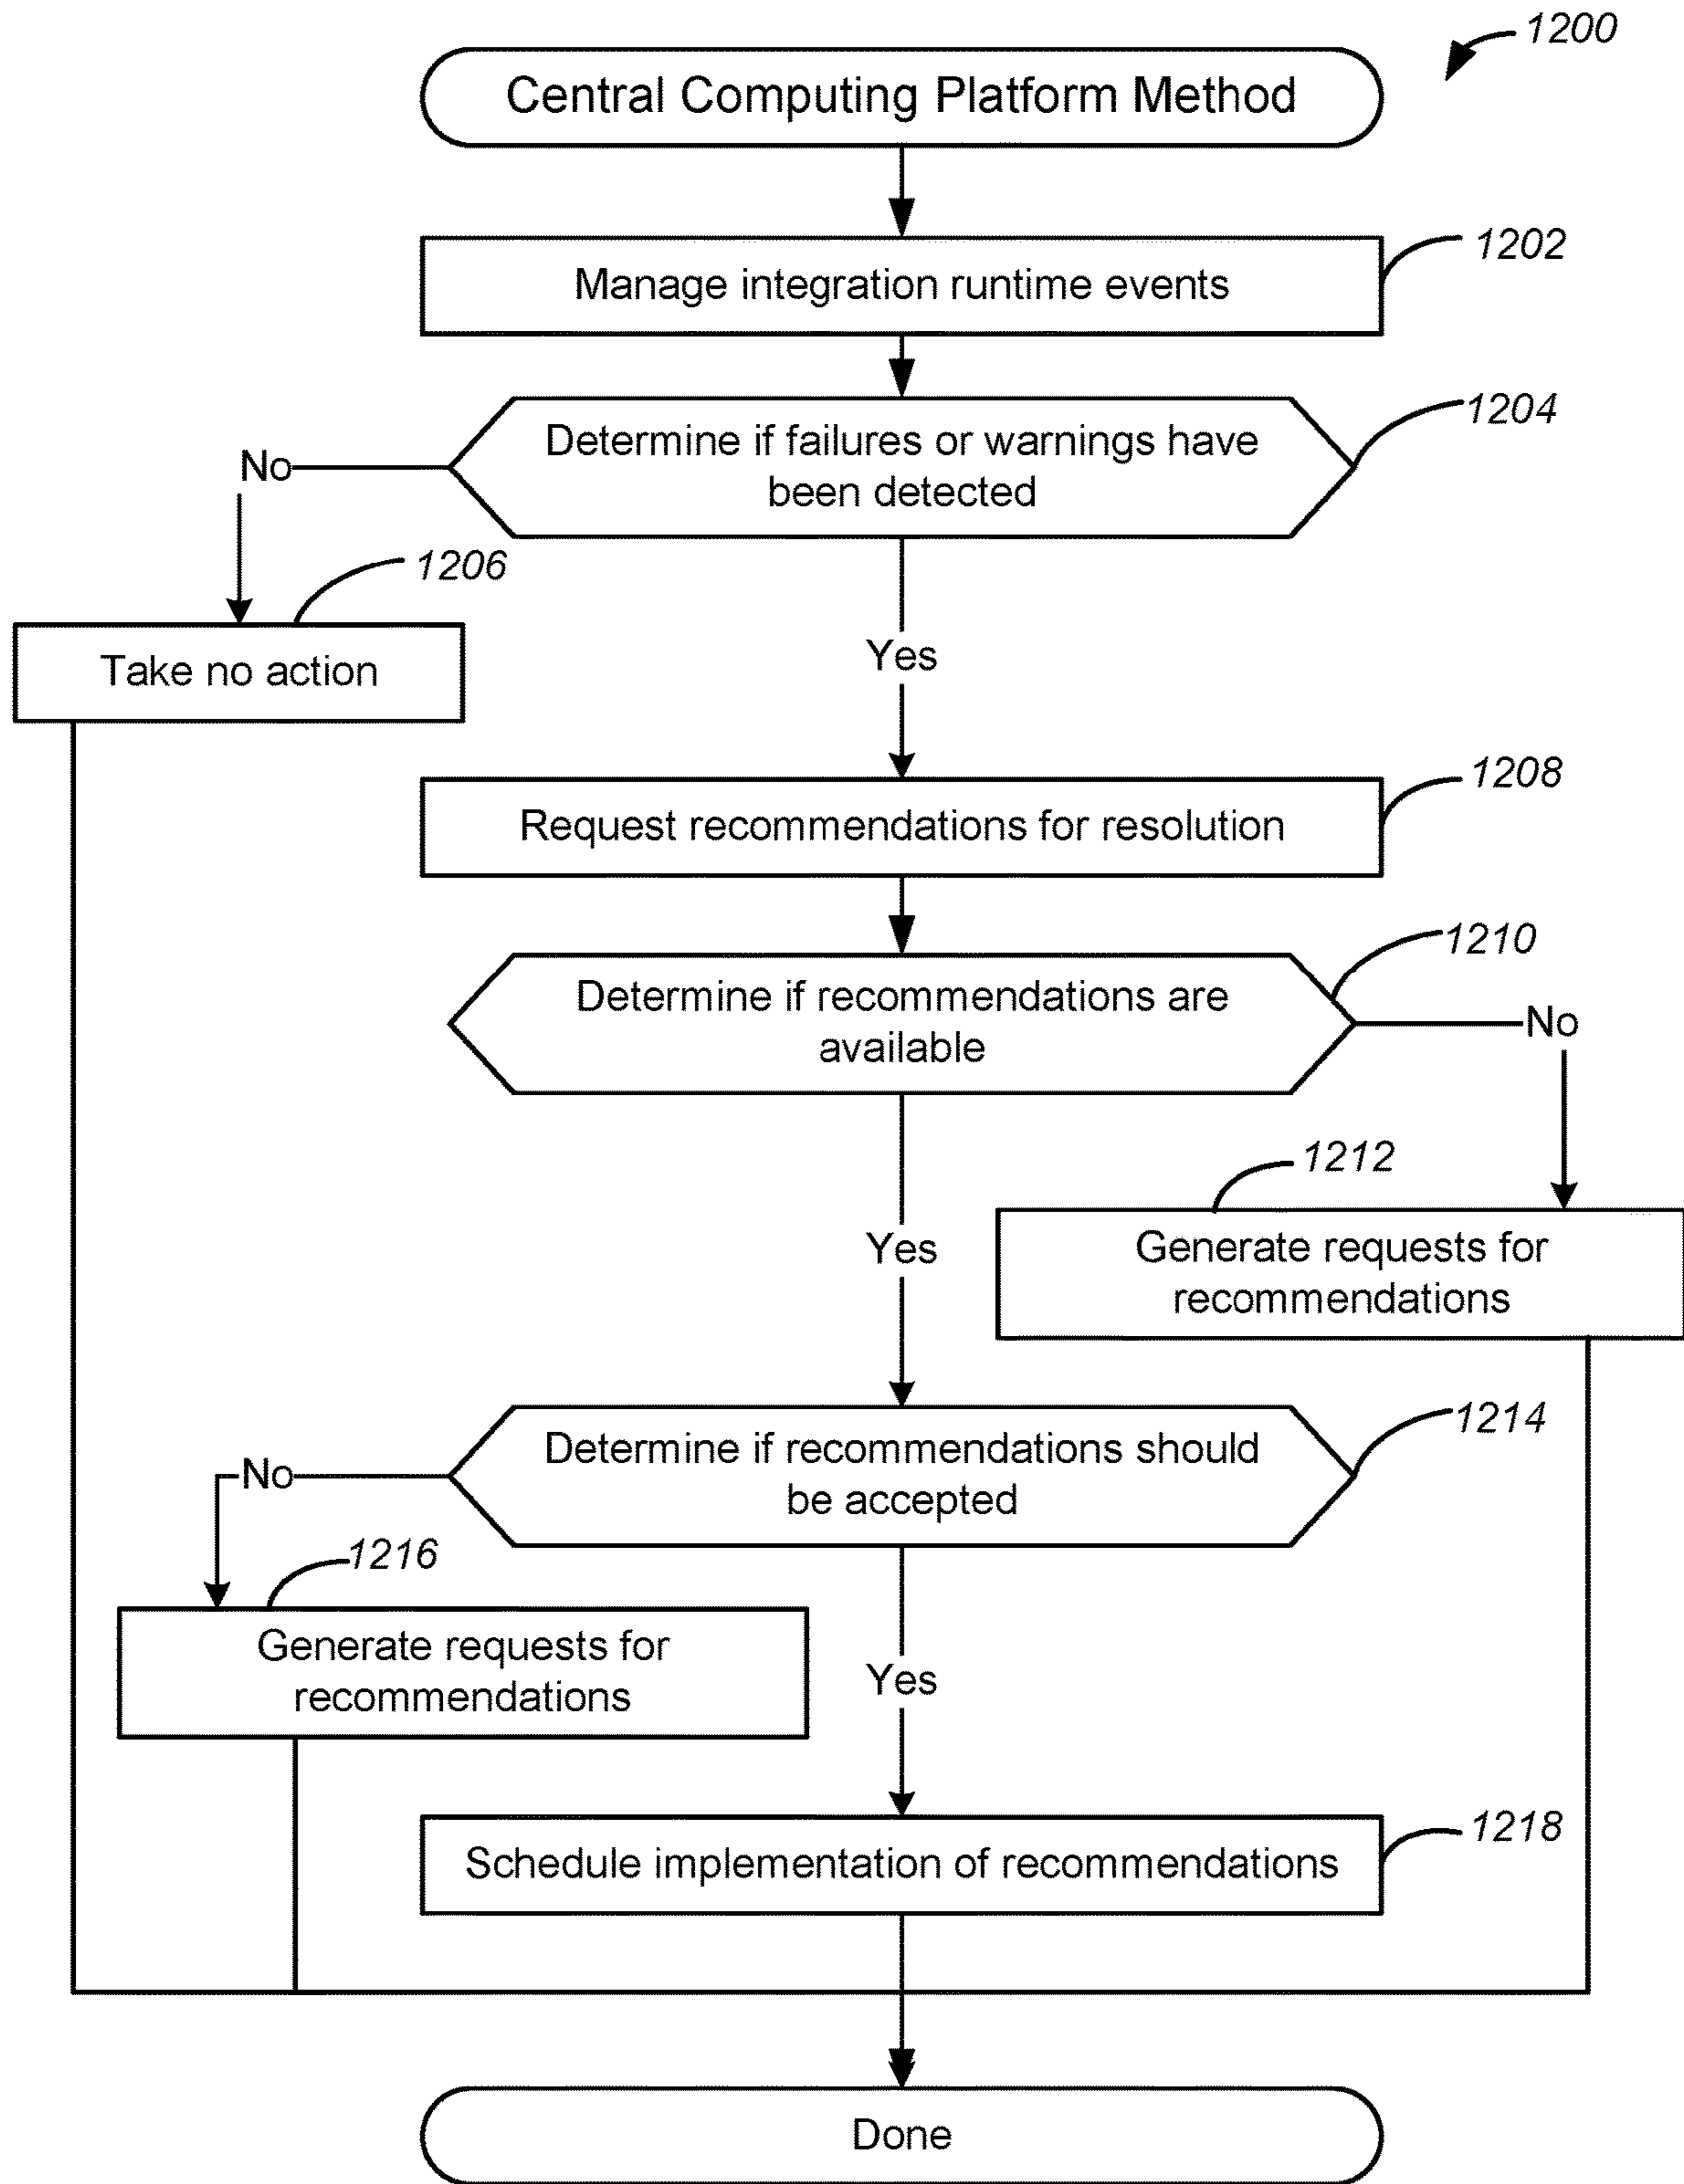 1200
Central Computing Platform Method
1202
Manage integration runtime events
1204
Determine if failures or warnings have
been detected
No
1206
Take no action
Yes
1208
Request recommendations for resolution
1210
Determine if recommendations are
available
No
1212
Generate requests for
recommendations
Yes
1214
Determine if recommendations should
be accepted
No
1216
Generate requests for
recommendations
Yes
1218
Schedule implementation of recommendations
Done